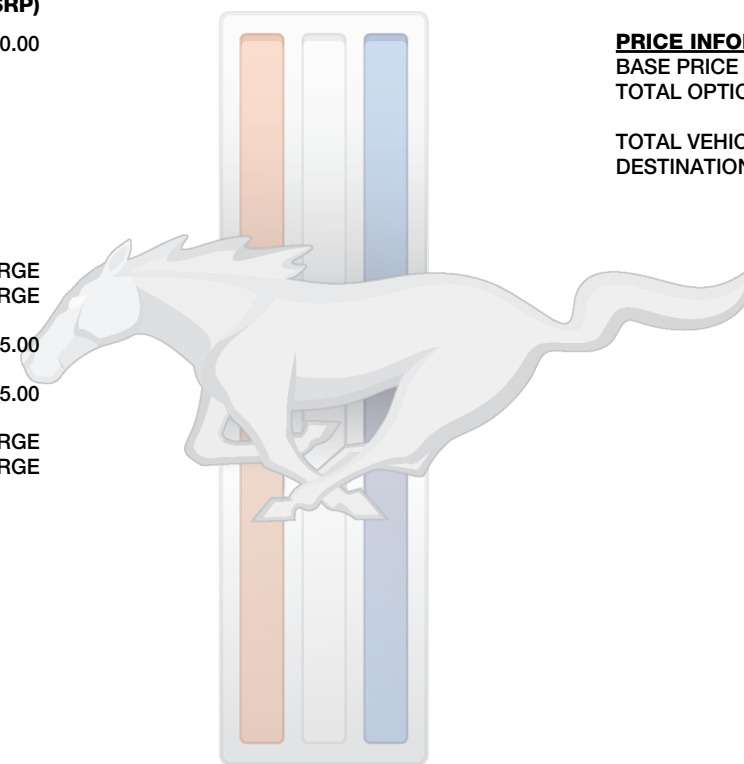 SRP)
0.00
RGE
RGE
5.00
5.00
RGE
RGE
PRICE INFO
BASE PRICE
TOTAL OPTIO
TOTAL VEHIC
DESTINATION